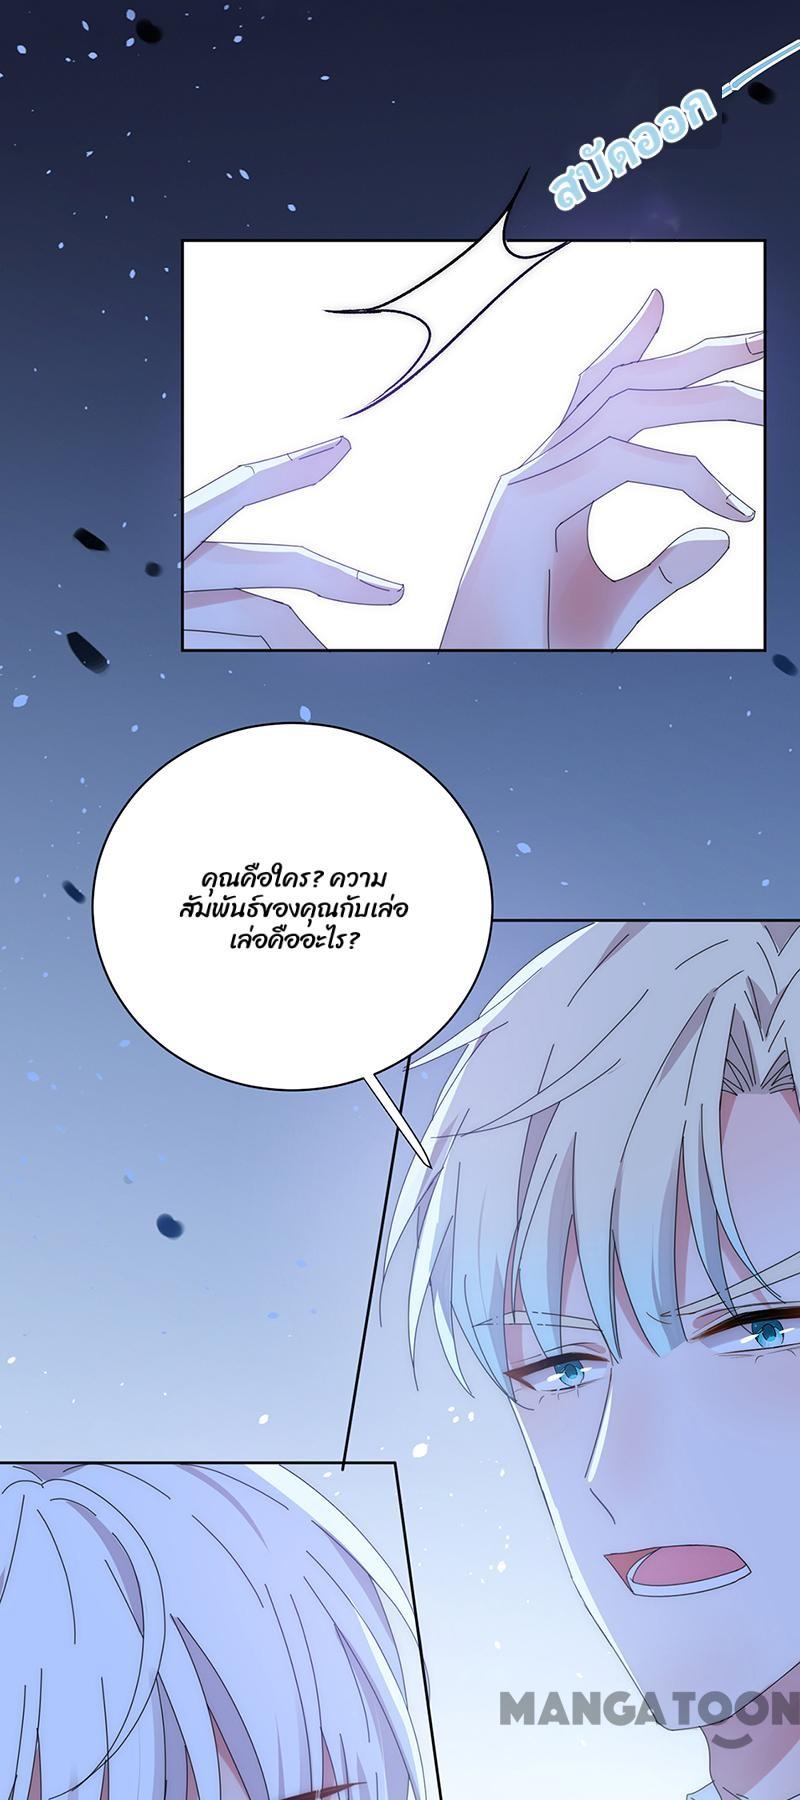 สบัดออก
คุณคือใคร? ความ
สัมพันธ์ของคุณกับเล่อ
เล่อคืออะไร?
MANGATOON